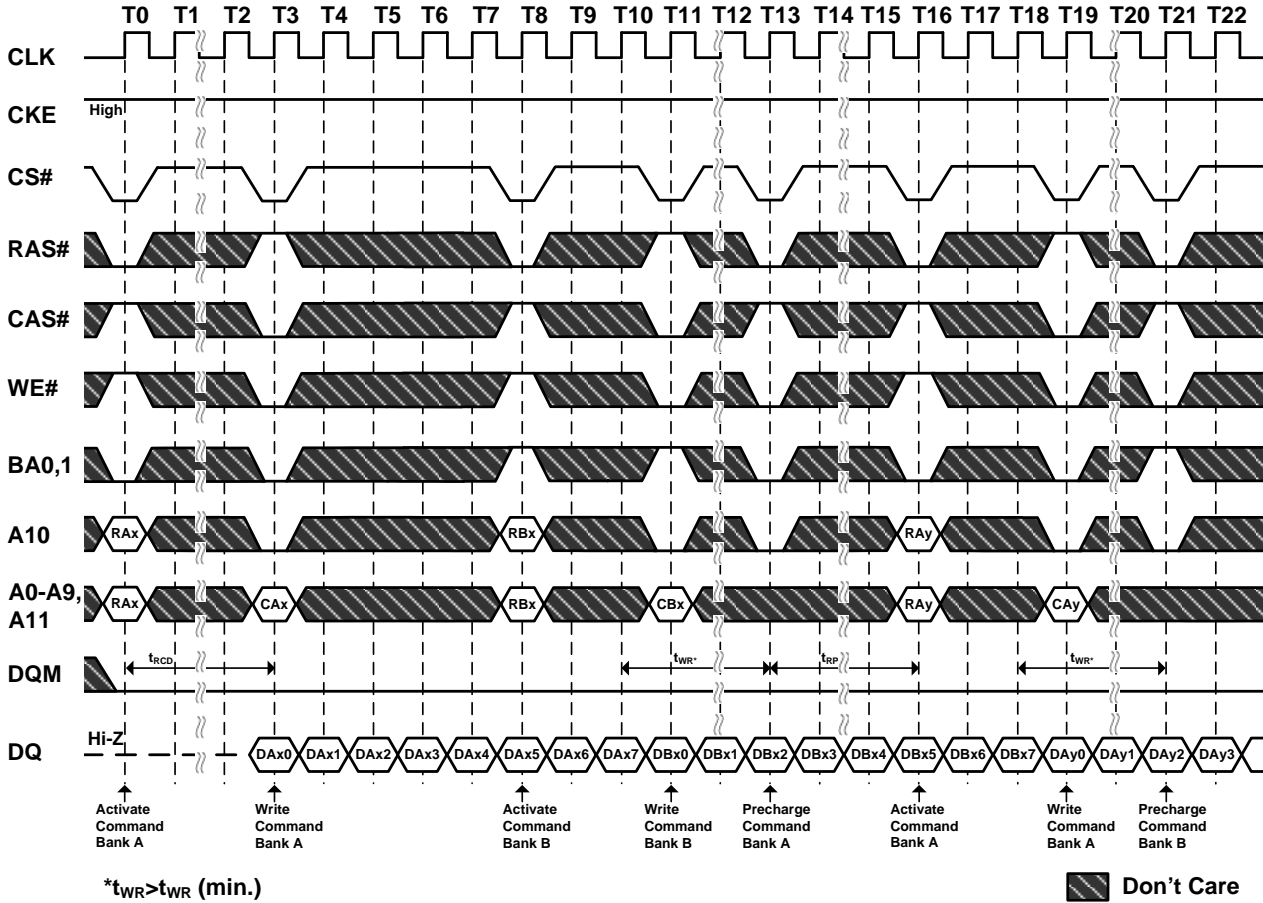 T0 T1 T2 T3 T4 T5 T6 T7 T8 T9 T10 T11 T12 T13 T14 T15 T16 T17 T18 T19 T20 T21 T22
CLK
CKE
High
CS#
RAS#
CAS#
WE#
BA0,1
A10
RAx RBx RAy
A0-A9,
A11
RAx CAx RBx CBx RAy CAy
DQM
tRCD tWR* tRP tWR*
DQ
Hi-Z
DAx0 DAx1 DAx2 DAx3 DAx4 DAx5 DAx6 DAx7 DBx0 DBx1 DBx2 DBx3 DBx4 DBx5 DBx6 DBx7 DAy0 DAy1 DAy2 DAy3
Activate
Command
Bank A
Write
Command
Bank A
Activate
Command
Bank B
Write
Command
Bank B
Precharge
Command
Bank A
Activate
Command
Bank A
Write
Command
Bank A
Precharge
Command
Bank B
*tWR>tWR (min.)
Don't Care